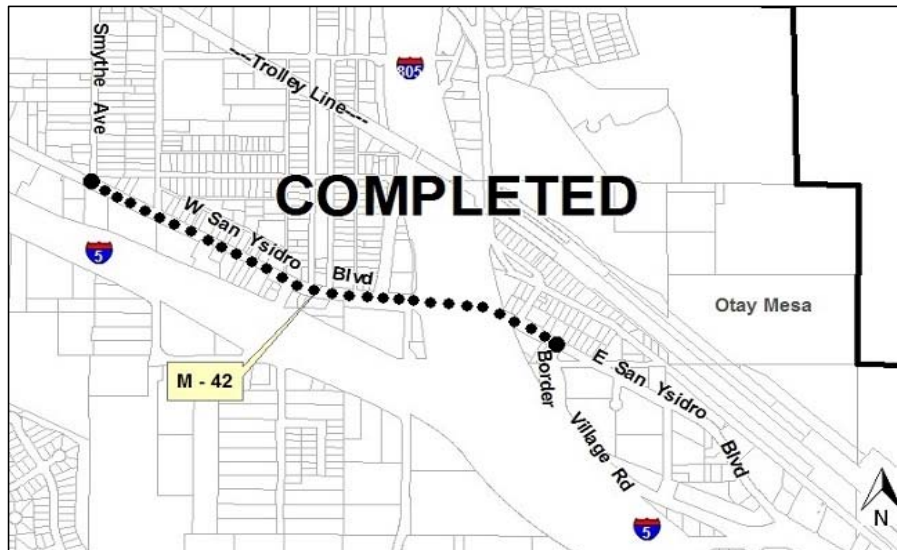 Smythe Ave
----Trolley Line----
805
COMPLETED
W San Ysidro
Blvd
5
M - 42
Otay Mesa
E San Ysidro
Blvd
Border
Village Rd
5
N